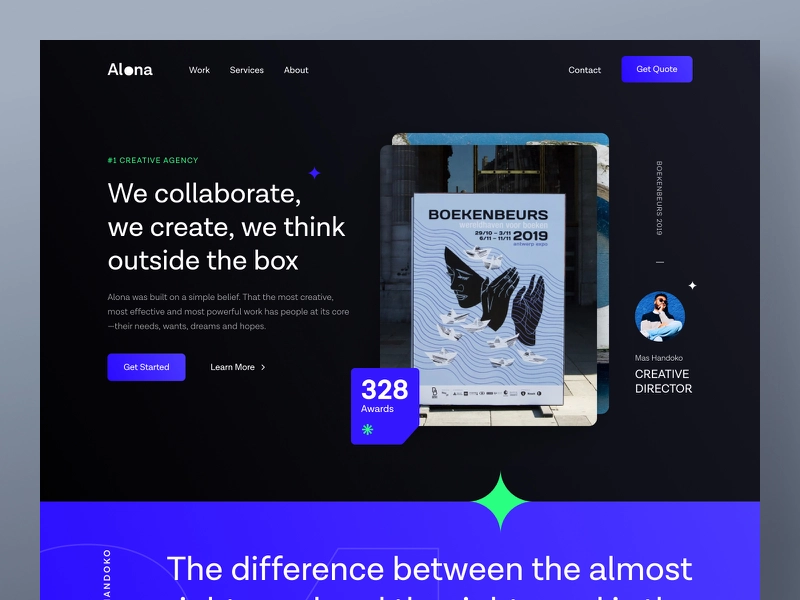 Alona
Work
Services
About
Contact
Get Quote
#1 CREATIVE AGENCY
We collaborate,
we create, we think
outside the box
Alona was built on a simple belief. That the most creative,
most effective and most powerful work has people at its core
—their needs, wants, dreams and hopes.
Get Started
Learn More
BOEKENBEURS
29/10 – 3/11
6/11 – 11/11
2019
antwerp expo
328
Awards
BOEKENBEURS 2019
Mas Handoko
CREATIVE
DIRECTOR
The difference between the almost